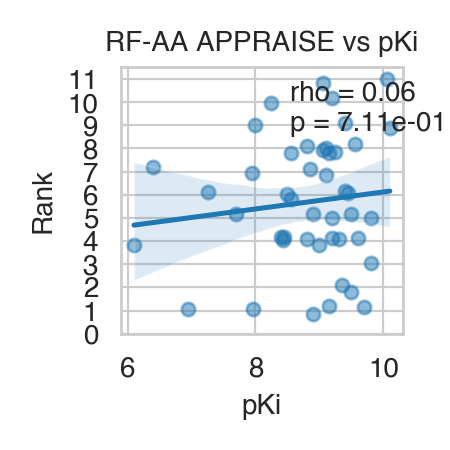 RF-AA APPRAISE vs pKi
rho = 0.06
p = 7.11e-01
11
10
9
8
7
6
5
4
3
2
1
0
Rank
6 8 10
pKi